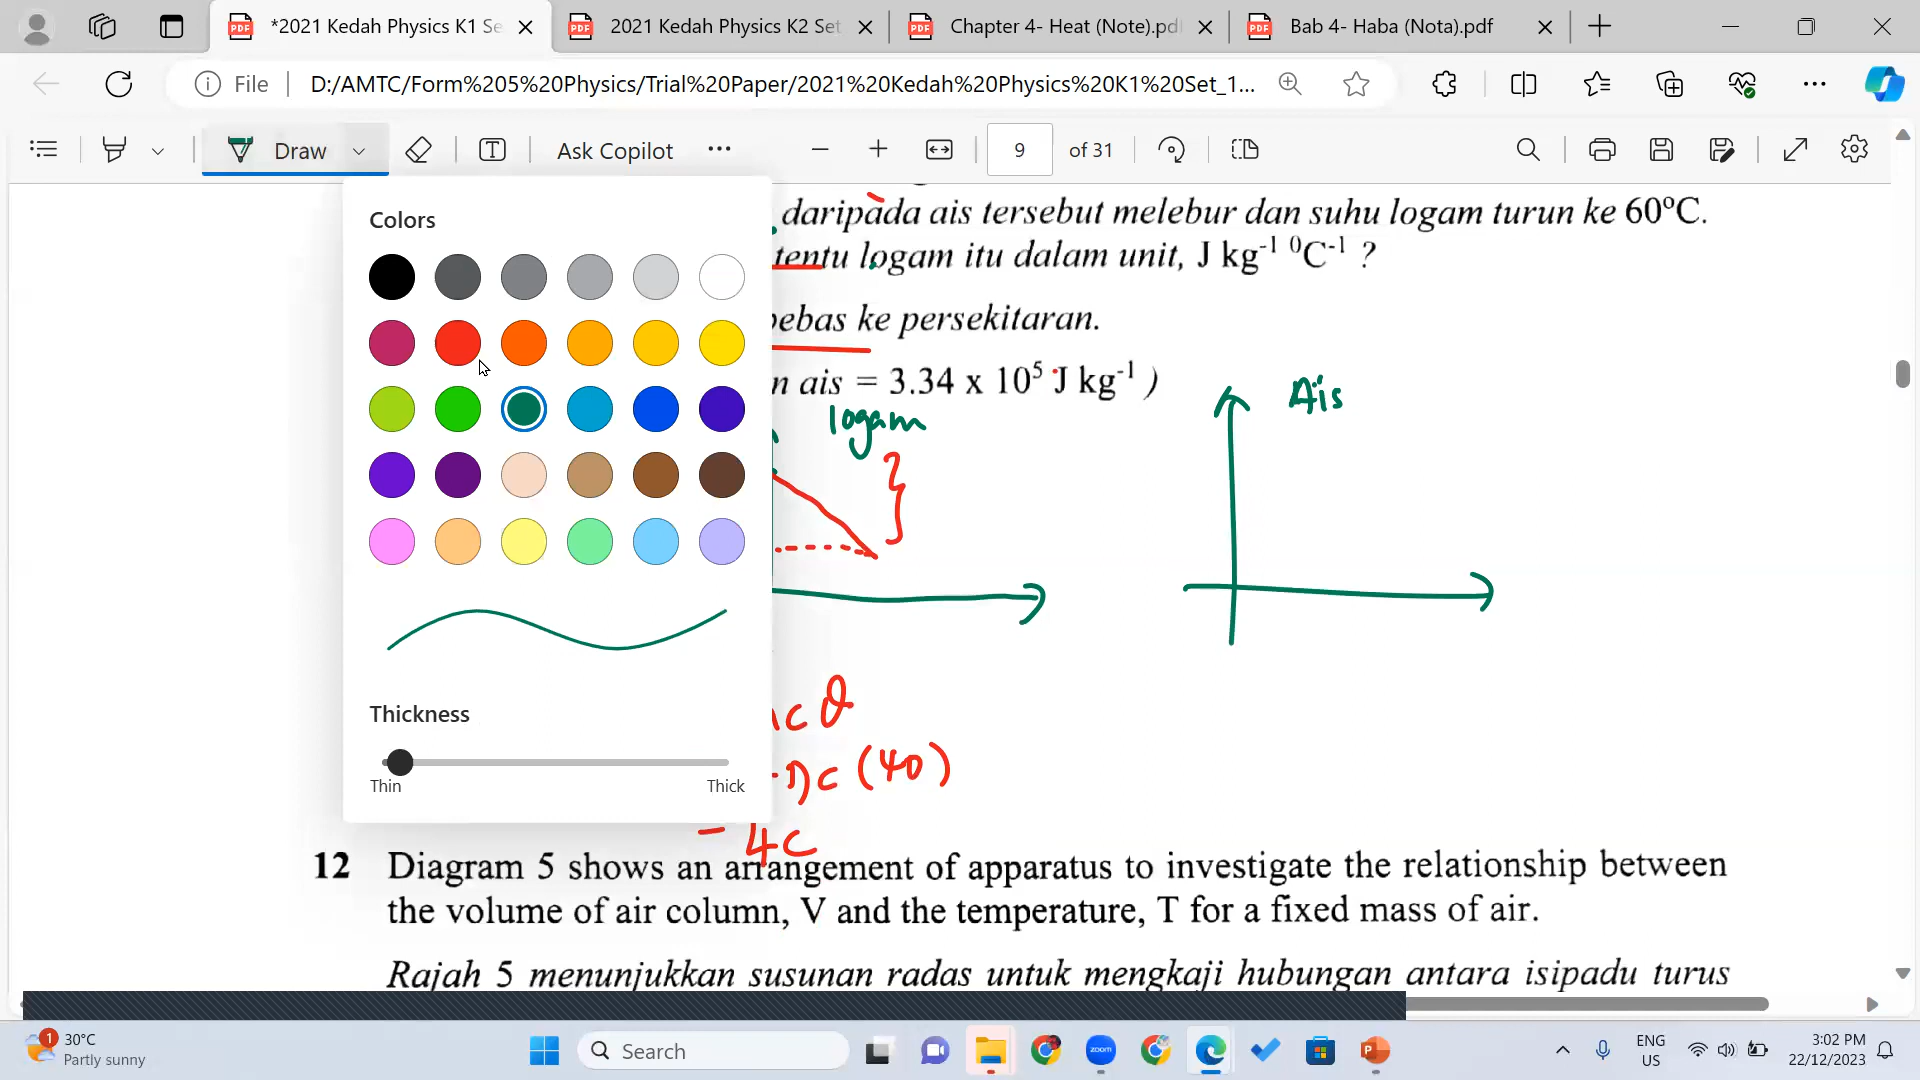 *2021 Kedah Physics K1 Se
2021 Kedah Physics K2 Set
Chapter 4- Heat (Note).pdf
Bab 4- Haba (Nota).pdf
File
D:/AMTC/Form%205%20Physics/Trial%20Paper/2021%20Kedah%20Physics%20K1%20Set_1...
Draw
Ask Copilot
9 of 31
Colors
Thickness
Thin
Thick
daripada ais tersebut melebur dan suhu logam turun ke 60°C.
tentu logam itu dalam unit, J kg⁻¹ ⁰C⁻¹ ?
bebas ke persekitaran.
n ais = 3.34 x 10⁵ J kg⁻¹ )
logam
Ais
c θ
c (40)
= 4c
12 Diagram 5 shows an arrangement of apparatus to investigate the relationship between
the volume of air column, V and the temperature, T for a fixed mass of air.
Rajah 5 menunjukkan susunan radas untuk mengkaji hubungan antara isipadu turus
1
30°C
Partly sunny
Search
zoom
ENG
US
3:02 PM
22/12/2023